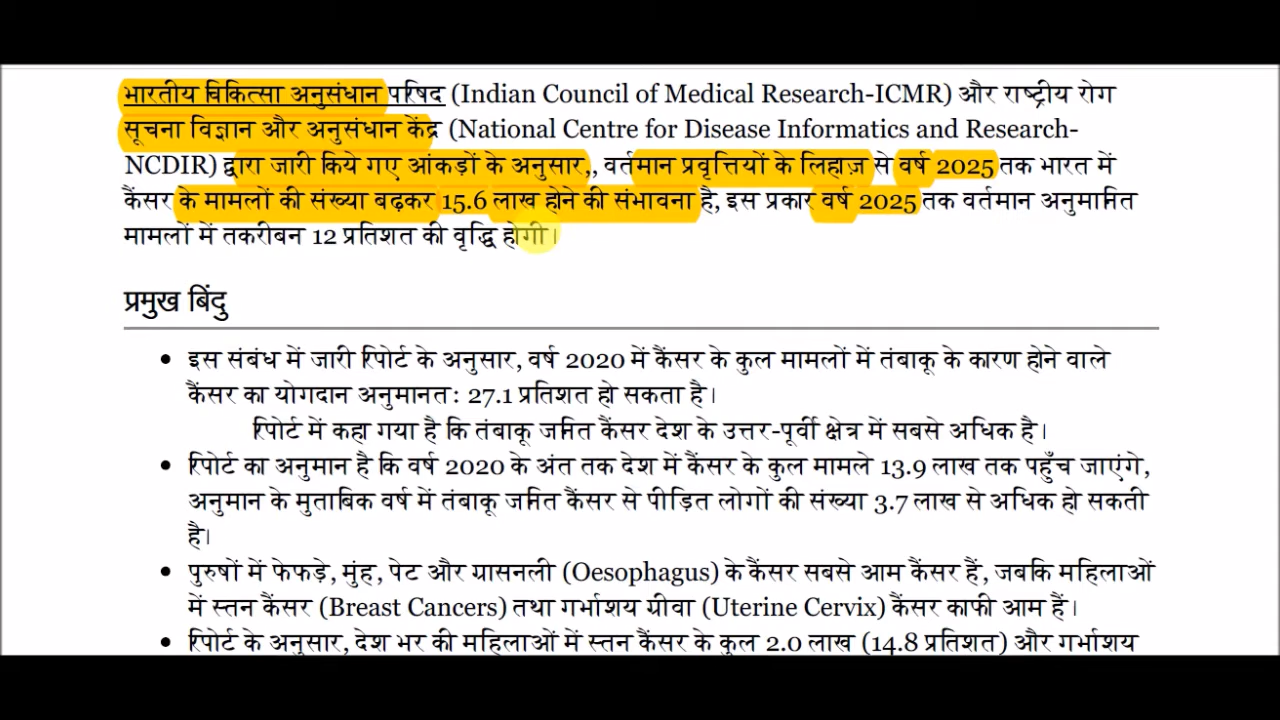 भारतीय चिकित्सा अनुसंधान परिषद (Indian Council of Medical Research-ICMR) और राष्ट्रीय रोग
सूचना विज्ञान और अनुसंधान केंद्र (National Centre for Disease Informatics and Research-
NCDIR) द्वारा जारी किये गए आंकड़ों के अनुसार,, वर्तमान प्रवृत्तियों के लिहाज़ से वर्ष 2025 तक भारत में
कैंसर के मामलों की संख्या बढ़कर 15.6 लाख होने की संभावना है, इस प्रकार वर्ष 2025 तक वर्तमान अनुमानित
मामलों में तकरीबन 12 प्रतिशत की वृद्धि होगी।
प्रमुख बिंदु
• इस संबंध में जारी रिपोर्ट के अनुसार, वर्ष 2020 में कैंसर के कुल मामलों में तंबाकू के कारण होने वाले
कैंसर का योगदान अनुमानतः 27.1 प्रतिशत हो सकता है।
रिपोर्ट में कहा गया है कि तंबाकू जनित कैंसर देश के उत्तर-पूर्वी क्षेत्र में सबसे अधिक है।
• रिपोर्ट का अनुमान है कि वर्ष 2020 के अंत तक देश में कैंसर के कुल मामले 13.9 लाख तक पहुँच जाएंगे,
अनुमान के मुताबिक वर्ष में तंबाकू जनित कैंसर से पीड़ित लोगों की संख्या 3.7 लाख से अधिक हो सकती
है।
• पुरुषों में फेफड़े, मुंह, पेट और ग्रासनली (Oesophagus) के कैंसर सबसे आम कैंसर हैं, जबकि महिलाओं
में स्तन कैंसर (Breast Cancers) तथा गर्भाशय ग्रीवा (Uterine Cervix) कैंसर काफी आम हैं।
• रिपोर्ट के अनुसार, देश भर की महिलाओं में स्तन कैंसर के कुल 2.0 लाख (14.8 प्रतिशत) और गर्भाशय